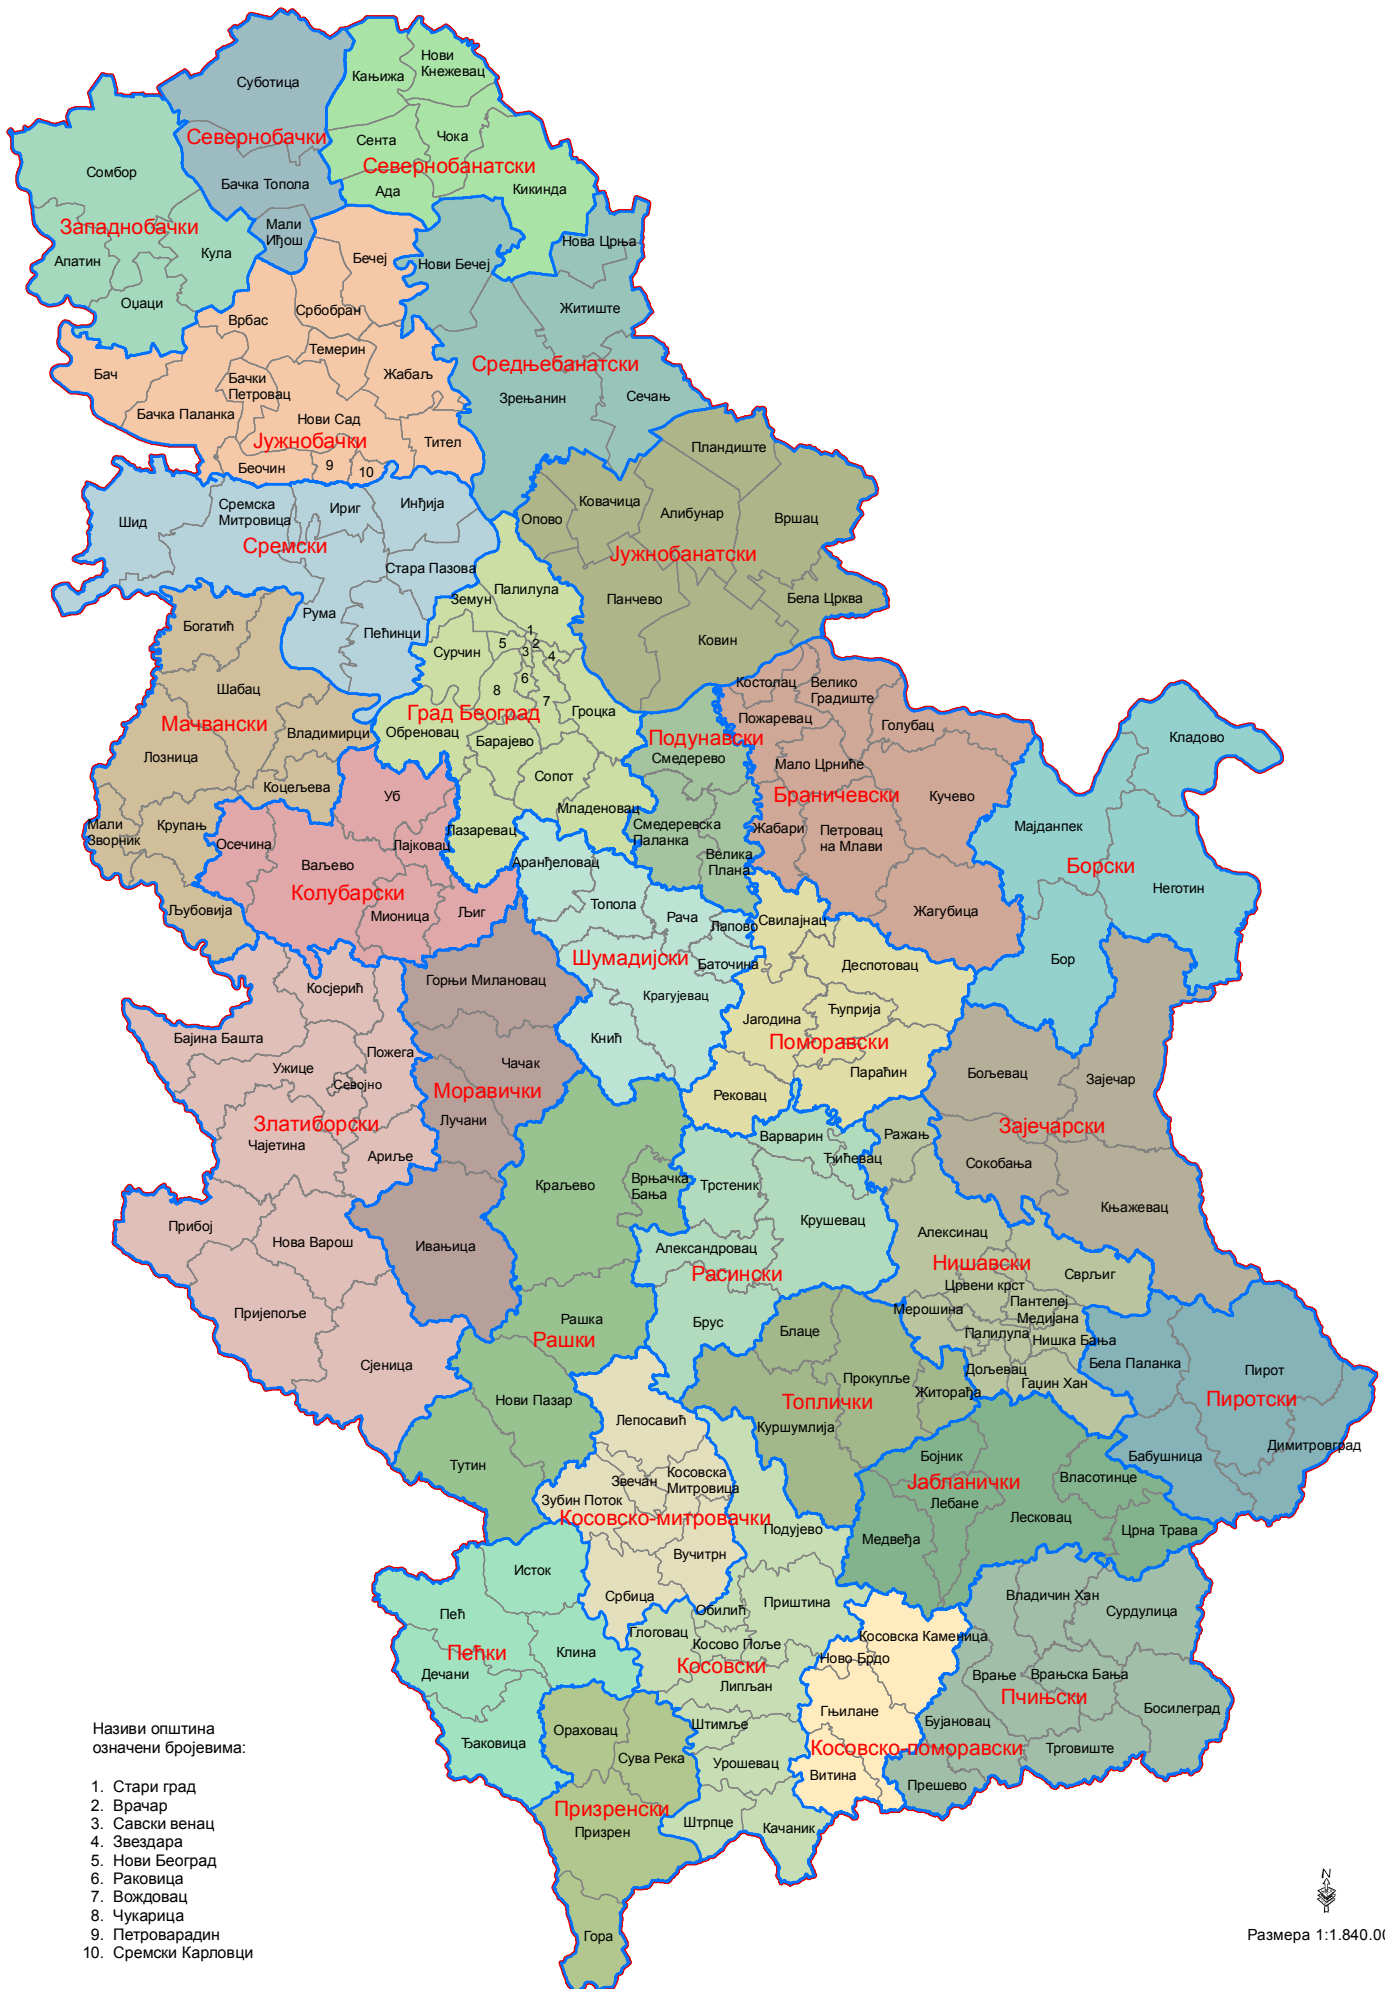 Суботица
Кањижа
Нови
Кнежевац
Севернобачки
Сента
Чока
Севернобанатски
Сомбор
Бачка Топола
Ада
Кикинда
Западнобачки
Мали
Иђош
Апатин
Кула
Бечеј
Нови Бечеј
Нова Црња
Оџаци
Врбас
Србобран
Житиште
Темерин
Средњебанатски
Бач
Бачки
Петровац
Жабаљ
Зрењанин
Сечањ
Бачка Паланка
Нови Сад
Јужнобачки
Тител
Беочин
9
10
Пландиште
Шид
Сремска
Митровица
Ириг
Инђија
Ковачица
Опово
Алибунар
Вршац
Сремски
Јужнобанатски
Стара Пазова
Палилула
Земун
Панчево
Бела Црква
Богатић
Рума
Пећинци
Сурчин
1
2
3
4
5
6
7
8
Ковин
Шабац
Костолац
Велико
Градиште
Мачвански
Град Београд
Гроцка
Пожаревац
Голубац
Владимирци
Обреновац
Барајево
Подунавски
Кладово
Лозница
Смедерево
Мало Црниће
Коцељева
Уб
Сопот
Браничевски
Кучево
Младеновац
Мали
Зворник
Крупањ
Осечина
Лајковац
Лазаревац
Смедеревска
Паланка
Жабари
Петровац
на Млави
Мајданпек
Ваљево
Аранђеловац
Велика
Плана
Борски
Колубарски
Неготин
Љубовија
Мионица
Љиг
Топола
Рача
Лапово
Свилајнац
Жагубица
Шумадијски
Баточина
Деспотовац
Бор
Косјерић
Горњи Милановац
Крагујевац
Јагодина
Ћуприја
Бајина Башта
Кнић
Поморавски
Пожега
Ужице
Чачак
Параћин
Бољевац
Зајечар
Севојно
Моравички
Рековац
Златиборски
Лучани
Зајечарски
Чајетина
Ариље
Варварин
Ћићевац
Ражањ
Сокобања
Краљево
Врњачка
Бања
Трстеник
Крушевац
Књажевац
Прибој
Нова Варош
Ивањица
Александровац
Алексинац
Расински
Нишавски
Сврљиг
Црвени крст
Пријепоље
Мерошина
Пантелеј
Медијана
Рашка
Брус
Блаце
Палилула
Нишка Бања
Рашки
Сјеница
Дољевац
Бела Паланка
Пирот
Прокупље
Житорађа
Гаџин Хан
Нови Пазар
Топлички
Пиротски
Лепосавић
Куршумлија
Димитровград
Бојник
Бабушница
Тутин
Звечан
Косовска
Митровица
Јабланички
Власотинце
Зубин Поток
Лебане
Косовско-митровачки
Подујево
Лесковац
Црна Трава
Медвеђа
Вучитрн
Исток
Србица
Приштина
Владичин Хан
Сурдулица
Пећ
Обилић
Глоговац
Косовска Каменица
Косово Поље
Пећки
Клина
Косовски
Ново Брдо
Дечани
Липљан
Врање
Врањска Бања
Пчињски
Босилеград
Гњилане
Бујановац
Ораховац
Штимље
Ђаковица
Сува Река
Урошевац
Косовско-поморавски
Трговиште
Витина
Прешево
Призренски
Призрен
Штрпце
Качаник
Гора
Називи општина
означени бројевима:
1. Стари град
2. Врачар
3. Савски венац
4. Звездара
5. Нови Београд
6. Раковица
7. Вождовац
8. Чукарица
9. Петроварадин
10. Сремски Карловци
N
Размера 1:1.840.00